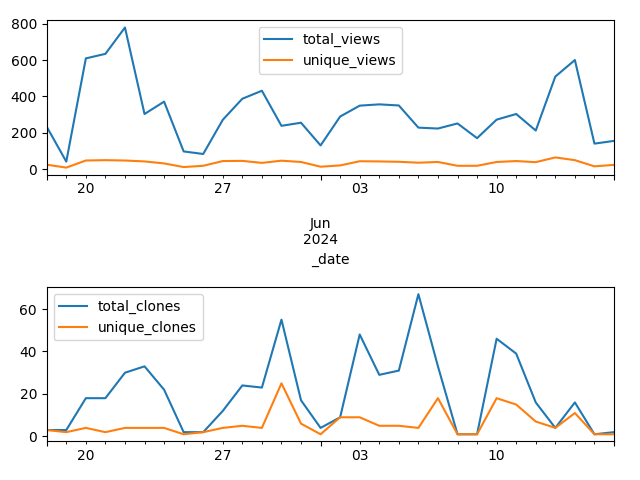 800
600
400
200
0
total_views
unique_views
20 27 03 10
Jun
2024
_date
60
40
20
0
total_clones
unique_clones
20 27 03 10